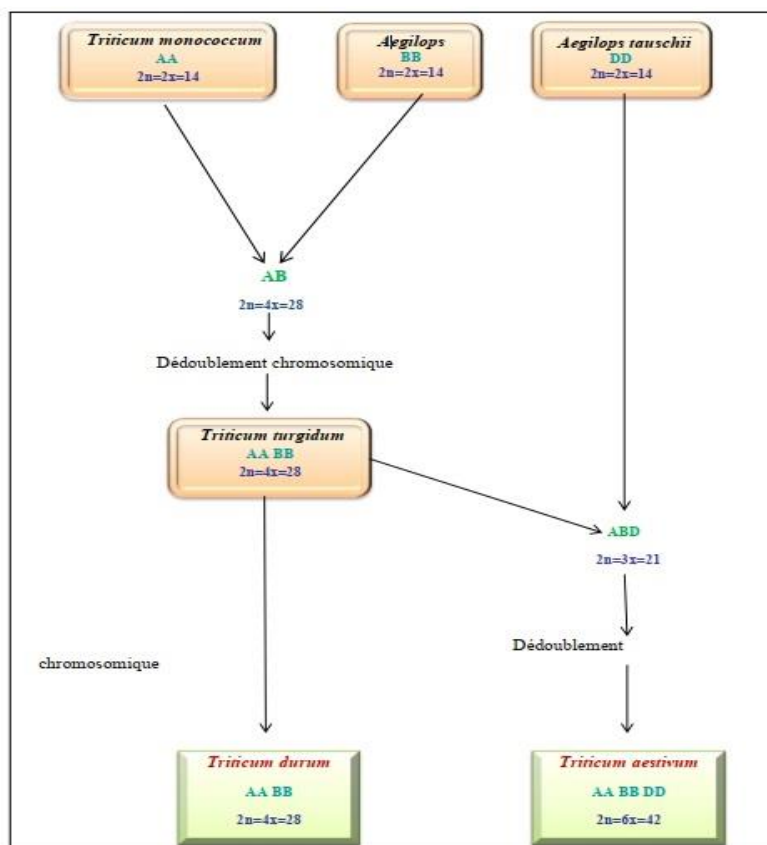 Triticum monococcum
AA
2n=2x=14
Aegilops
BB
2n=2x=14
Aegilops tauschii
DD
2n=2x=14
AB
2n=4x=28
Dédoublement chromosomique
Triticum turgidum
AA BB
2n=4x=28
ABD
2n=3x=21
Dédoublement
chromosomique
Triticum durum
AA BB
2n=4x=28
Triticum aestivum
AA BB DD
2n=6x=42